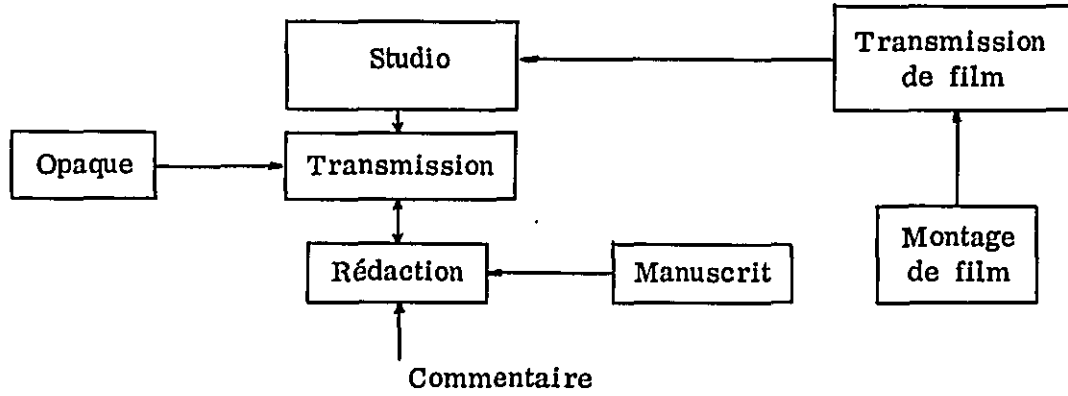 Studio
Transmission
de film
Opaque
Transmission
Montage
de film
Rédaction
Manuscrit
Commentaire